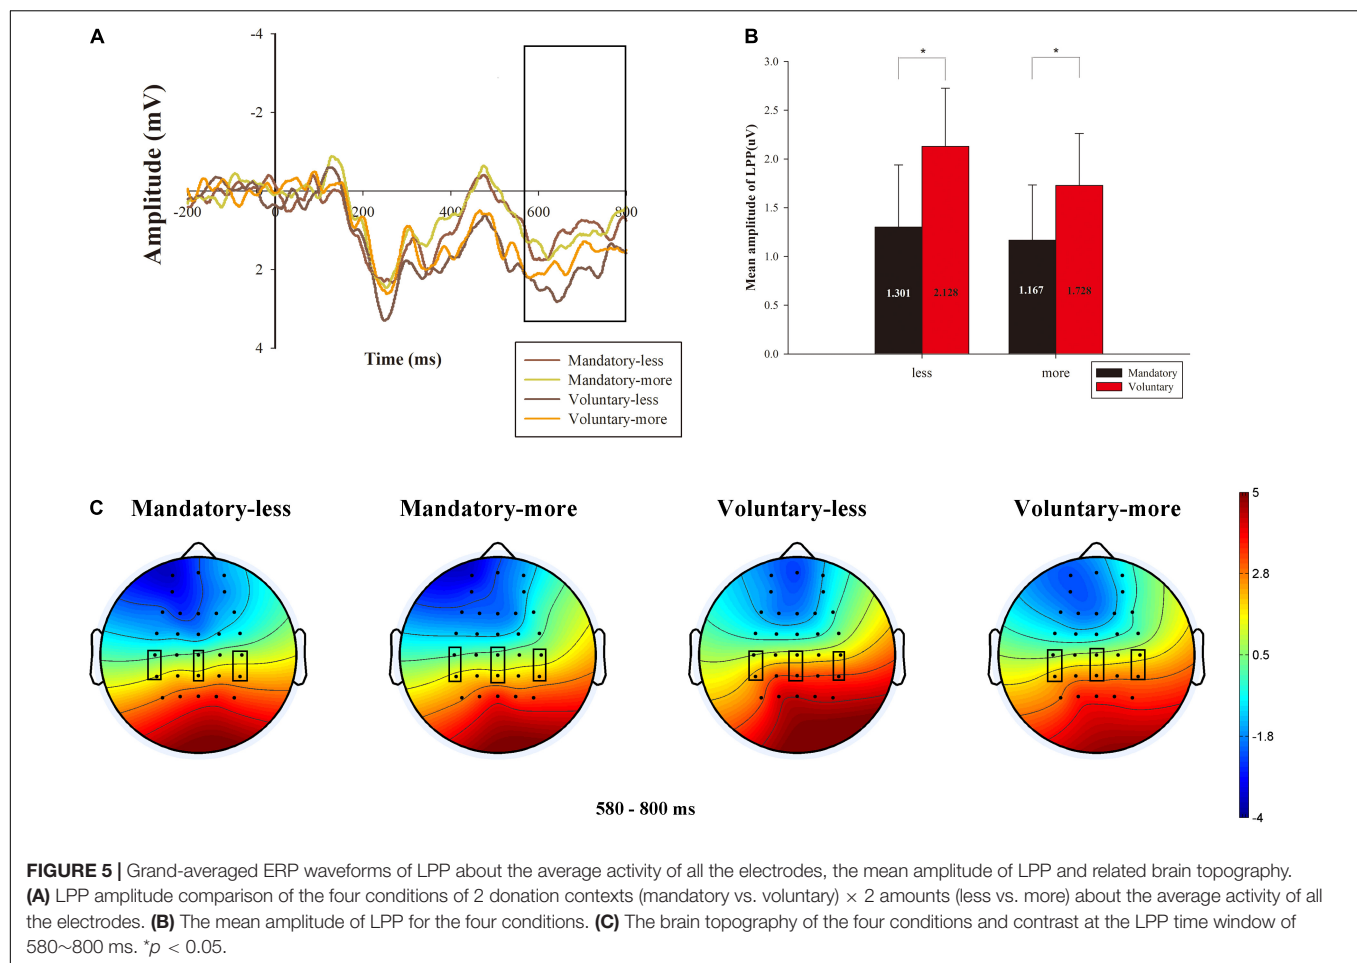 A
-4
-2
2
4
-200
0
200
400
600
800
Amplitude (mV)
Time (ms)
Mandatory-less
Mandatory-more
Voluntary-less
Voluntary-more
B
*
*
3.0
2.5
2.0
1.5
1.0
0.5
0.0
Mean amplitude of LPP(uV)
1.301
2.128
1.167
1.728
less
more
Mandatory
Voluntary
C
Mandatory-less
Mandatory-more
Voluntary-less
Voluntary-more
5
2.8
0.5
-1.8
-4
580 - 800 ms
FIGURE 5 | Grand-averaged ERP waveforms of LPP about the average activity of all the electrodes, the mean amplitude of LPP and related brain topography.
(A) LPP amplitude comparison of the four conditions of 2 donation contexts (mandatory vs. voluntary) × 2 amounts (less vs. more) about the average activity of all
the electrodes. (B) The mean amplitude of LPP for the four conditions. (C) The brain topography of the four conditions and contrast at the LPP time window of
580~800 ms. *p < 0.05.